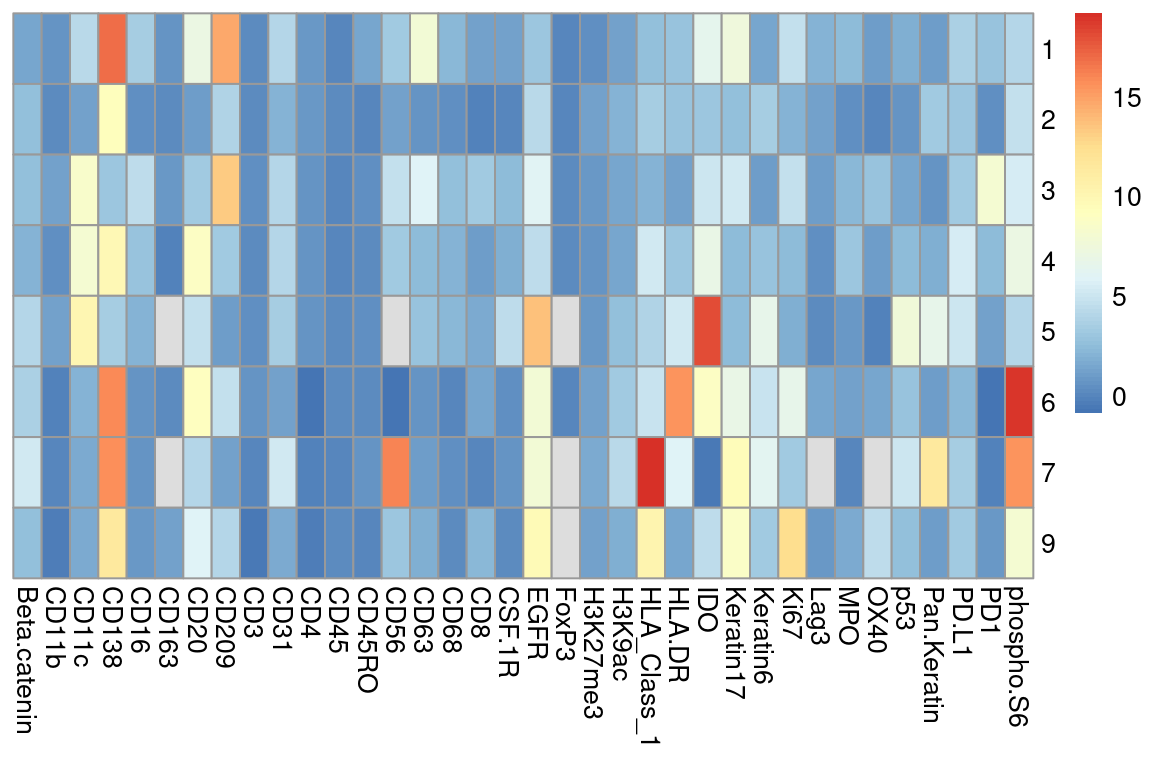 1
2
3
4
5
6
7
9
15
10
5
0
Beta.catenin
CD11b
CD11c
CD138
CD16
CD163
CD20
CD209
CD3
CD31
CD4
CD45
CD45RO
CD56
CD63
CD68
CD8
CSF.1R
EGFR
FoxP3
H3K27me3
H3K9ac
HLA_Class_1
HLA.DR
IDO
Keratin17
Keratin6
Ki67
Lag3
MPO
OX40
p53
Pan.Keratin
PD.L1
PD1
phospho.S6